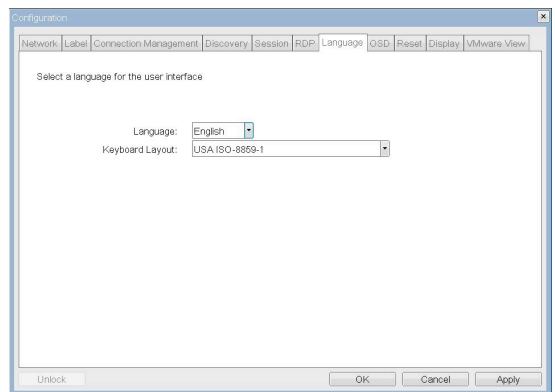 Configuration
Network Label Connection Management Discovery Session RDP Language OSD Reset Display VMware View
Select a language for the user interface
Language: English
Keyboard Layout: USA ISO-8859-1
Unlock OK Cancel Apply